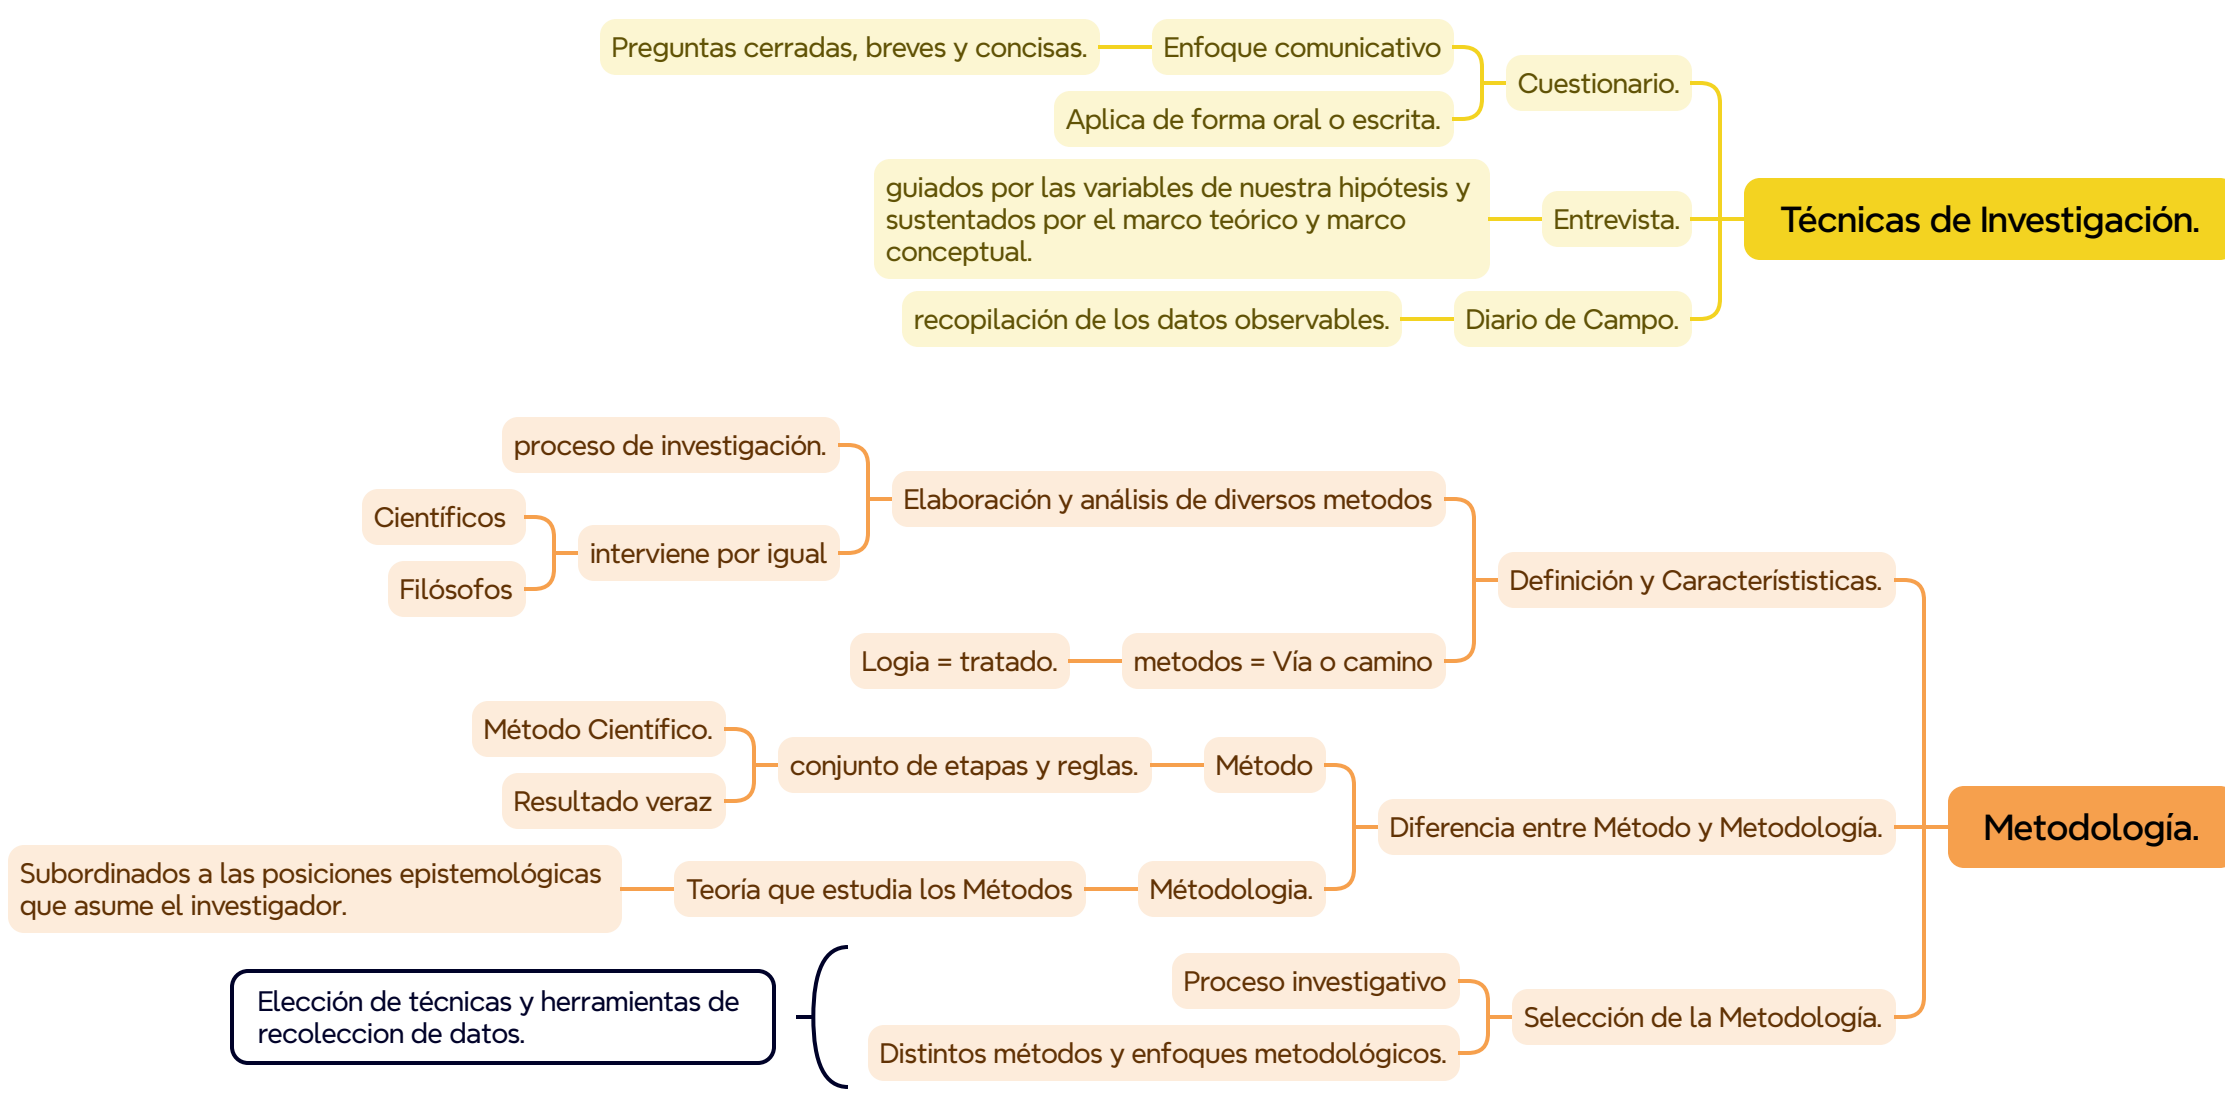 Técnicas de Investigación.
Cuestionario.
Enfoque comunicativo
Preguntas cerradas, breves y concisas.
Aplica de forma oral o escrita.
Entrevista.
guiados por las variables de nuestra hipótesis y
sustentados por el marco teórico y marco
conceptual.
Diario de Campo.
recopilación de los datos observables.
Metodología.
Definición y Característisticas.
Elaboración y análisis de diversos metodos
proceso de investigación.
interviene por igual
Científicos
Filósofos
metodos = Vía o camino
Logia = tratado.
Diferencia entre Método y Metodología.
Método
conjunto de etapas y reglas.
Método Científico.
Resultado veraz
Métodologia.
Teoría que estudia los Métodos
Subordinados a las posiciones epistemológicas
que asume el investigador.
Selección de la Metodología.
Proceso investigativo
Distintos métodos y enfoques metodológicos.
Elección de técnicas y herramientas de
recoleccion de datos.